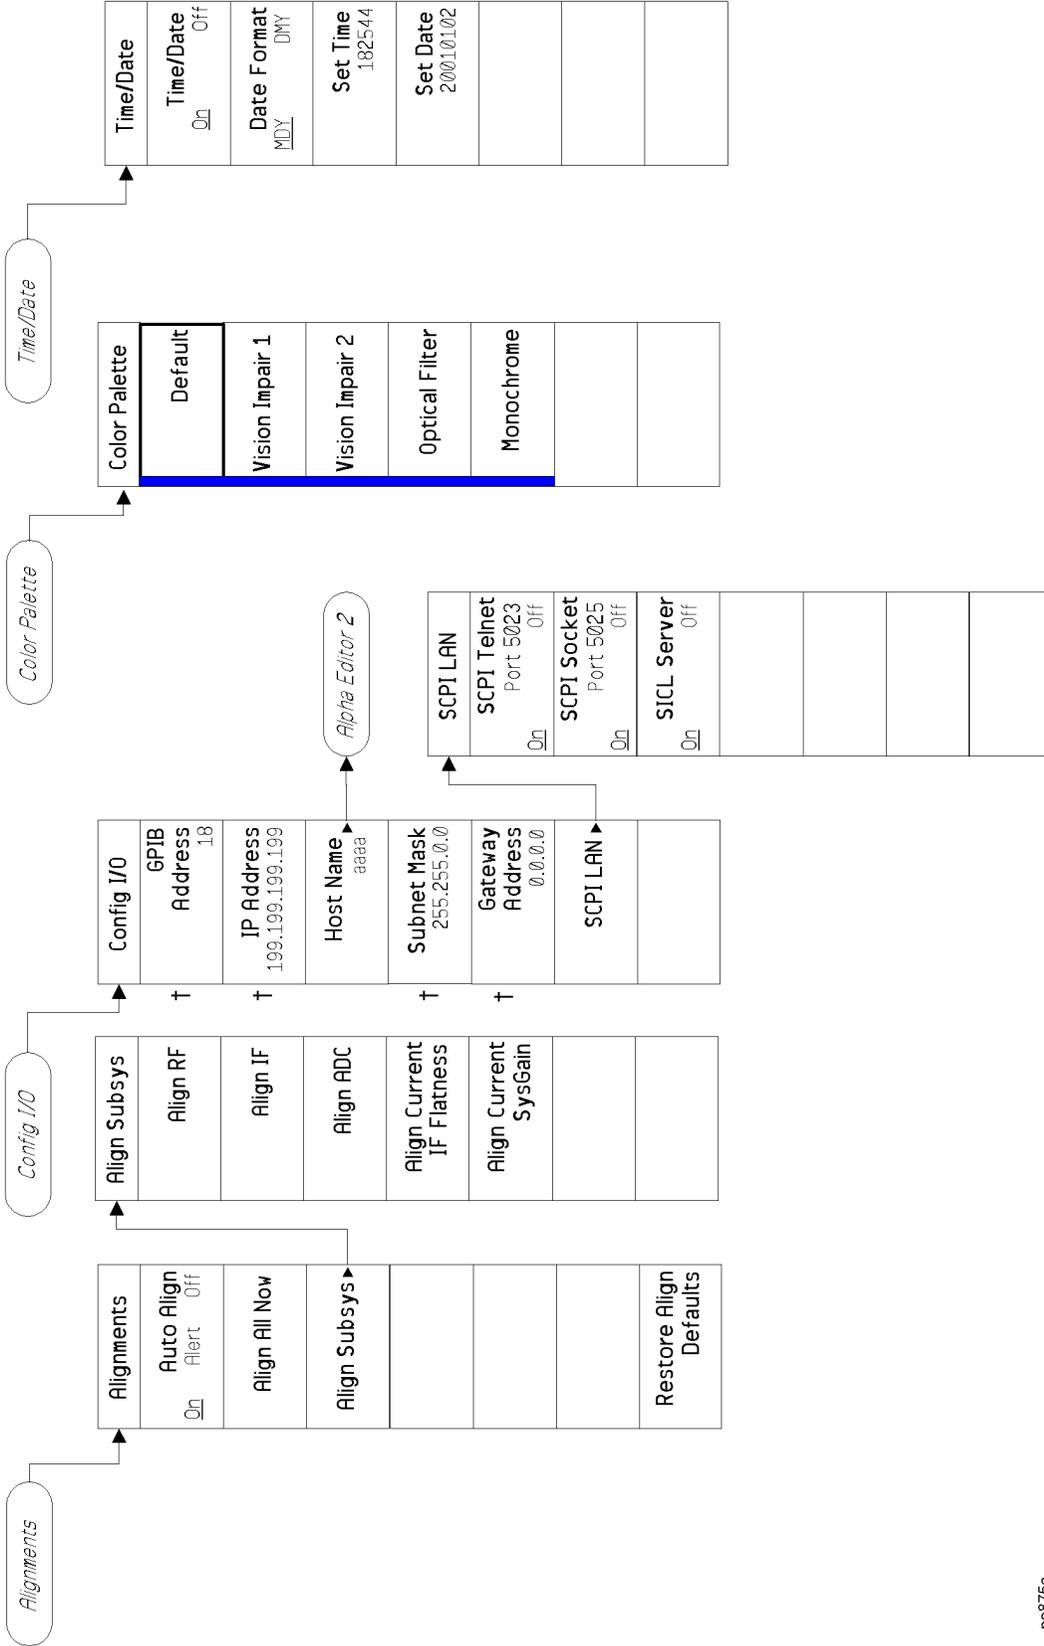 Alignments
Alignments
Auto Align
On Alert Off
Align All Now
Align Subsys
Restore Align
Defaults
Align Subsys
Align RF
Align IF
Align ADC
Align Current
IF Flatness
Align Current
SysGain
Config I/O
Config I/O
† GPIB
Address
18
† IP Address
199.199.199.199
Host Name
aaaa
† Subnet Mask
255.255.0.0
† Gateway
Address
0.0.0.0
SCPI LAN
Alpha Editor 2
SCPI LAN
SCPI Telnet
Port 5023
On Off
SCPI Socket
Port 5025
On Off
SICL Server
On Off
Color Palette
Color Palette
Default
Vision Impair 1
Vision Impair 2
Optical Filter
Monochrome
Time/Date
Time/Date
Time/Date
On Off
Date Format
MDY DMY
Set Time
182544
Set Date
20010102